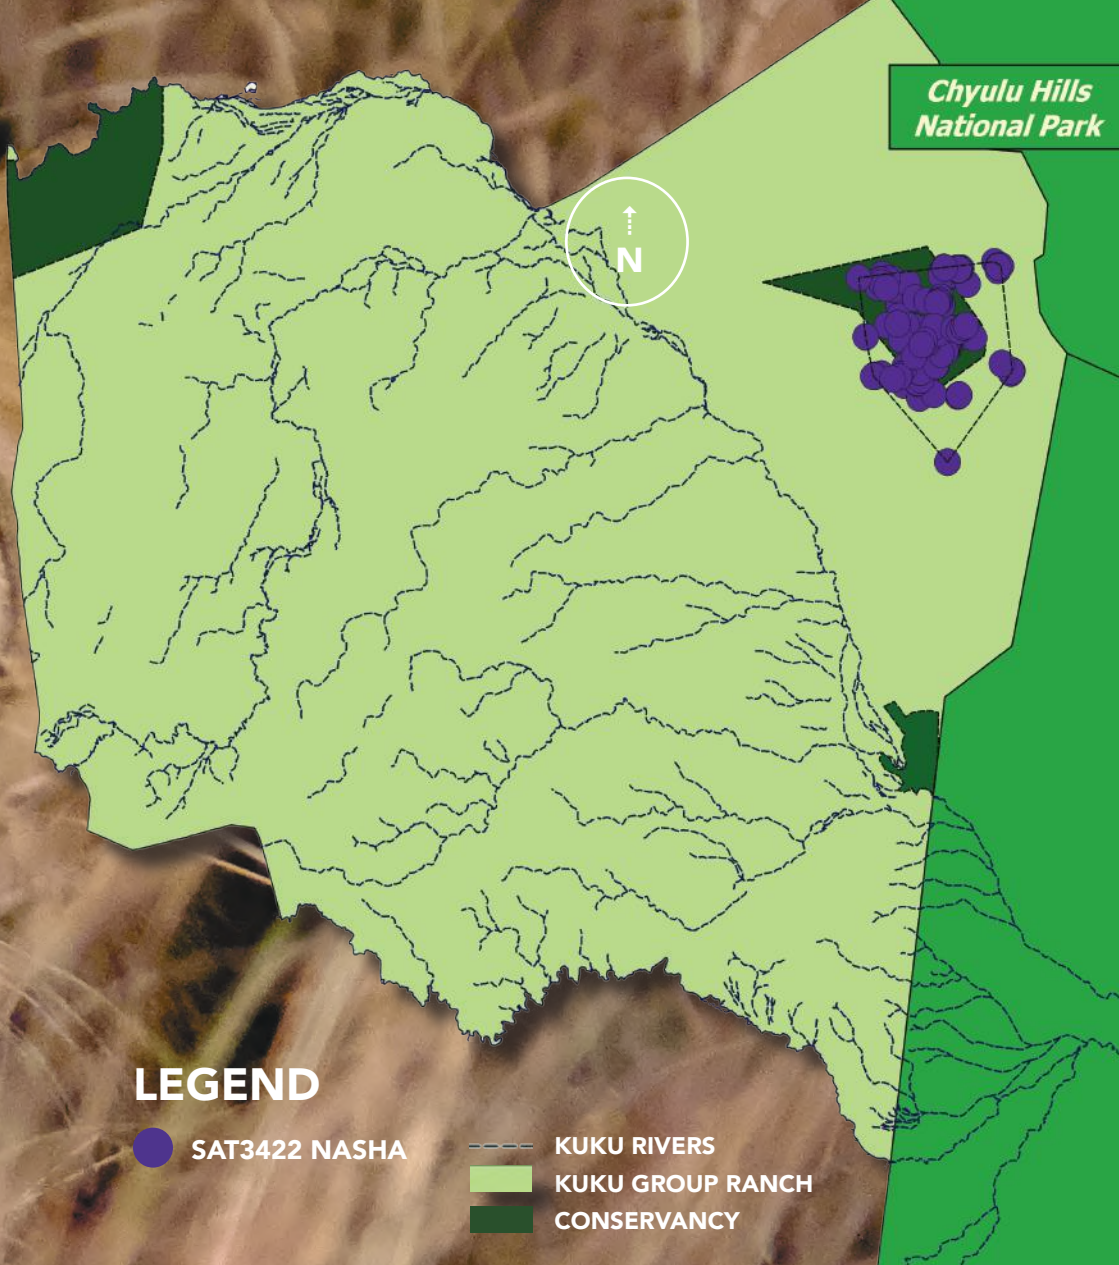 Chyulu Hills
National Park
N
LEGEND
SAT3422 NASHA
KUKU RIVERS
KUKU GROUP RANCH
CONSERVANCY